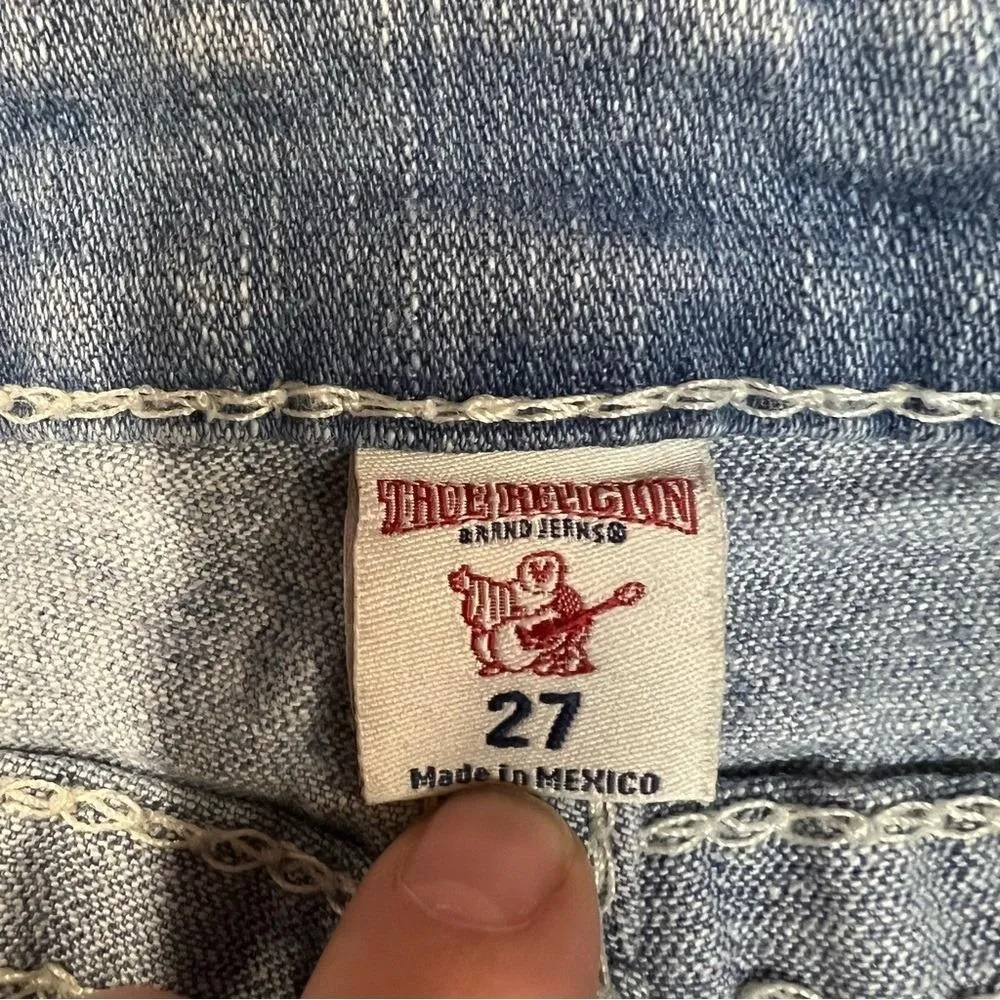 TRUE RELIGION
BRAND JEANS®
27
Made in MEXICO